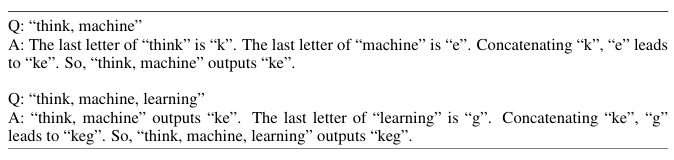 Q: “think, machine”
A: The last letter of “think” is “k”. The last letter of “machine” is “e”. Concatenating “k”, “e” leads
to “ke”. So, “think, machine” outputs “ke”.
Q: “think, machine, learning”
A: “think, machine” outputs “ke”. The last letter of “learning” is “g”. Concatenating “ke”, “g”
leads to “keg”. So, “think, machine, learning” outputs “keg”.